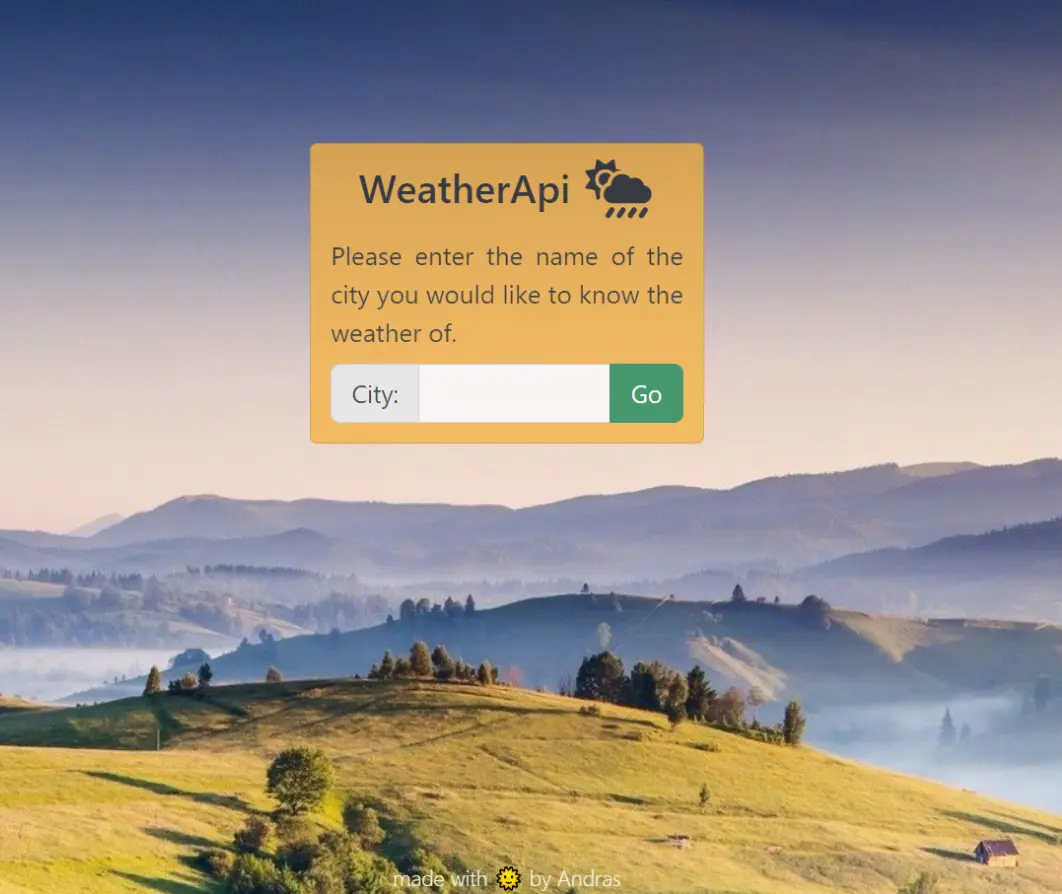 WeatherApi
Please enter the name of the
city you would like to know the
weather of.
City:
Go
made with 🌞 by Andras